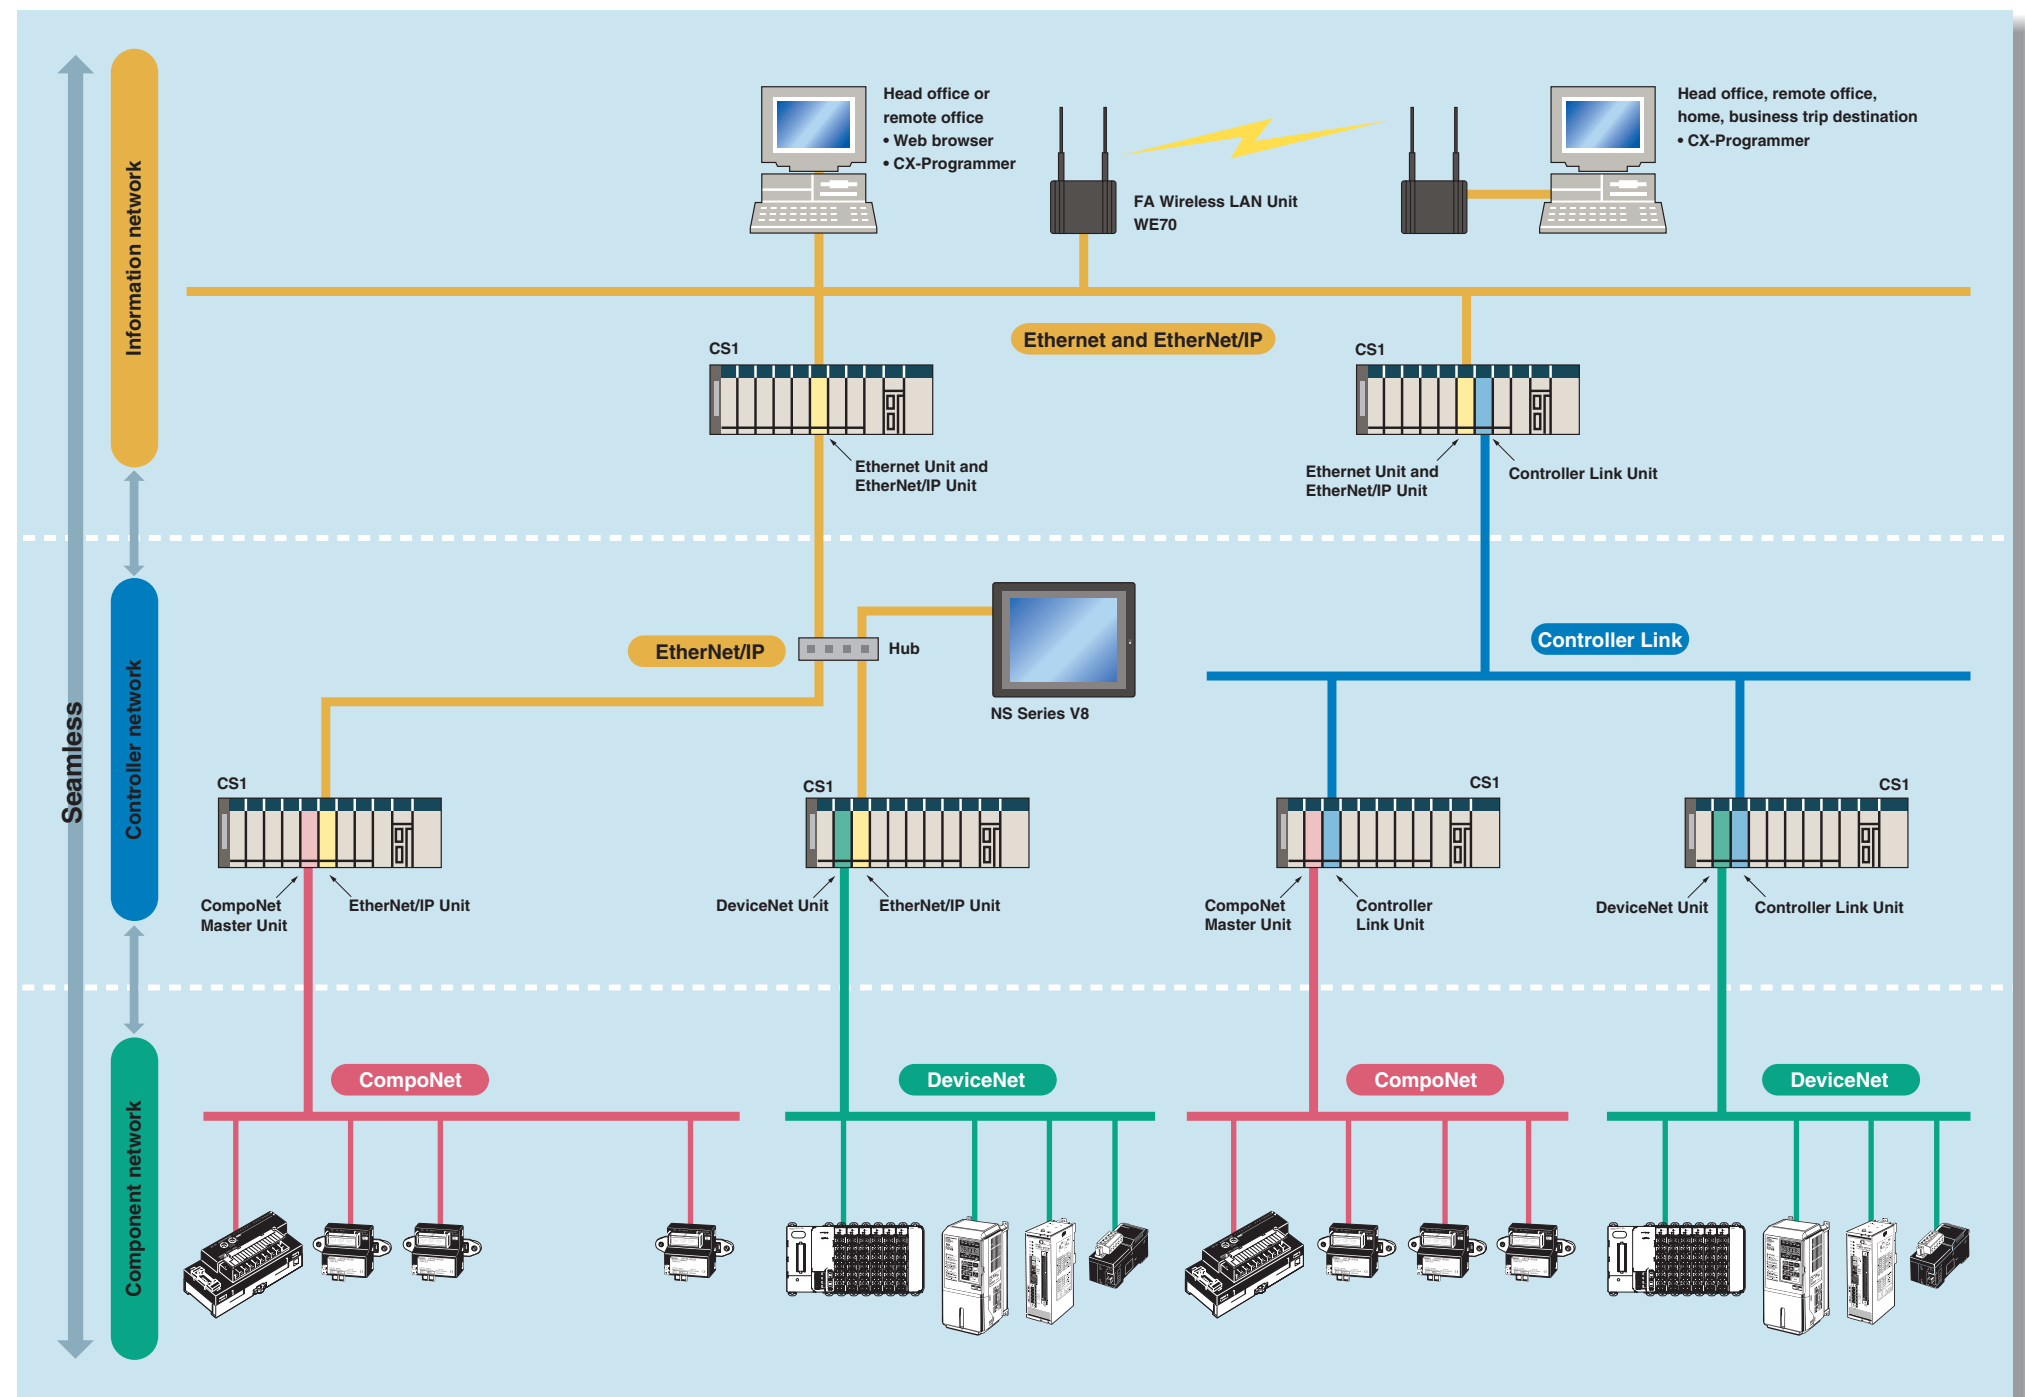 Seamless
Information network
Controller network
Component network
Head office or
remote office
• Web browser
• CX-Programmer
FA Wireless LAN Unit
WE70
Head office, remote office,
home, business trip destination
• CX-Programmer
Ethernet and EtherNet/IP
CS1
CS1
Ethernet Unit and
EtherNet/IP Unit
Ethernet Unit and
EtherNet/IP Unit
Controller Link Unit
EtherNet/IP
Hub
NS Series V8
Controller Link
CS1
CS1
CS1
CS1
CompoNet
Master Unit
EtherNet/IP Unit
DeviceNet Unit
EtherNet/IP Unit
CompoNet
Master Unit
Controller
Link Unit
DeviceNet Unit
Controller Link Unit
CompoNet
DeviceNet
CompoNet
DeviceNet